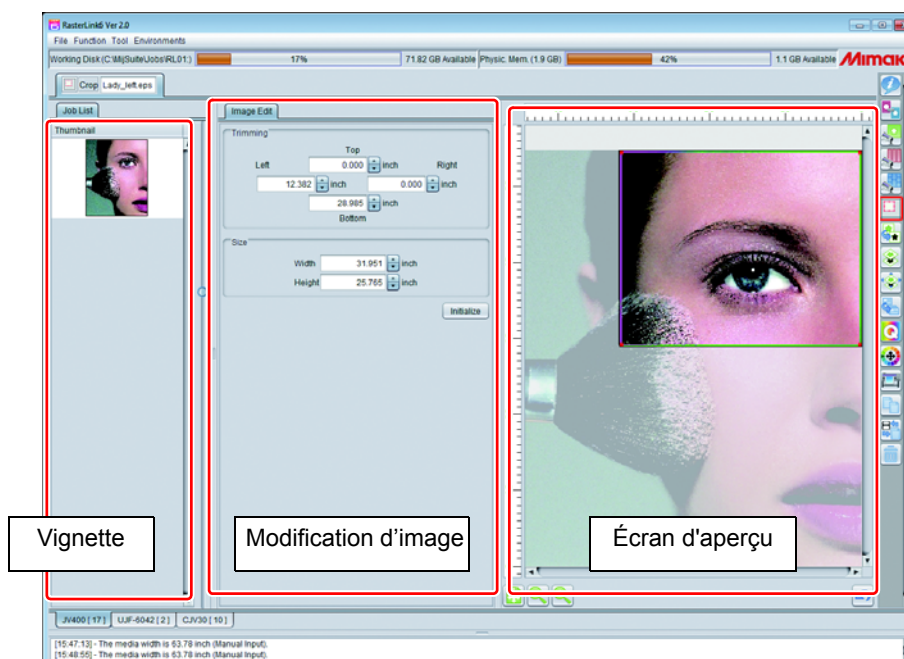 RasterLink6 Ver 2.0
File Function Tool Environments
Working Disk (C:\MijSuite\Jobs\RL01:) 17% 71.82 GB Available Physic. Mem. (1.9 GB) 42% 1.1 GB Available Mimaki
Crop Lady_left.eps
Job List
Thumbnail
Image Edit
Trimming
Top
Left 0.000 inch Right
12.382 inch 0.000 inch
28.985 inch
Bottom
Size
Width 31.951 inch
Height 25.765 inch
Initialize
Vignette
Modification d’image
Écran d'aperçu
JV400 [ 17 ] UJF-6042 [ 2 ] CJV30 [ 10 ]
[15:47:13] - The media width is 63.78 inch (Manual Input).
[15:48:55] - The media width is 63.78 inch (Manual Input).